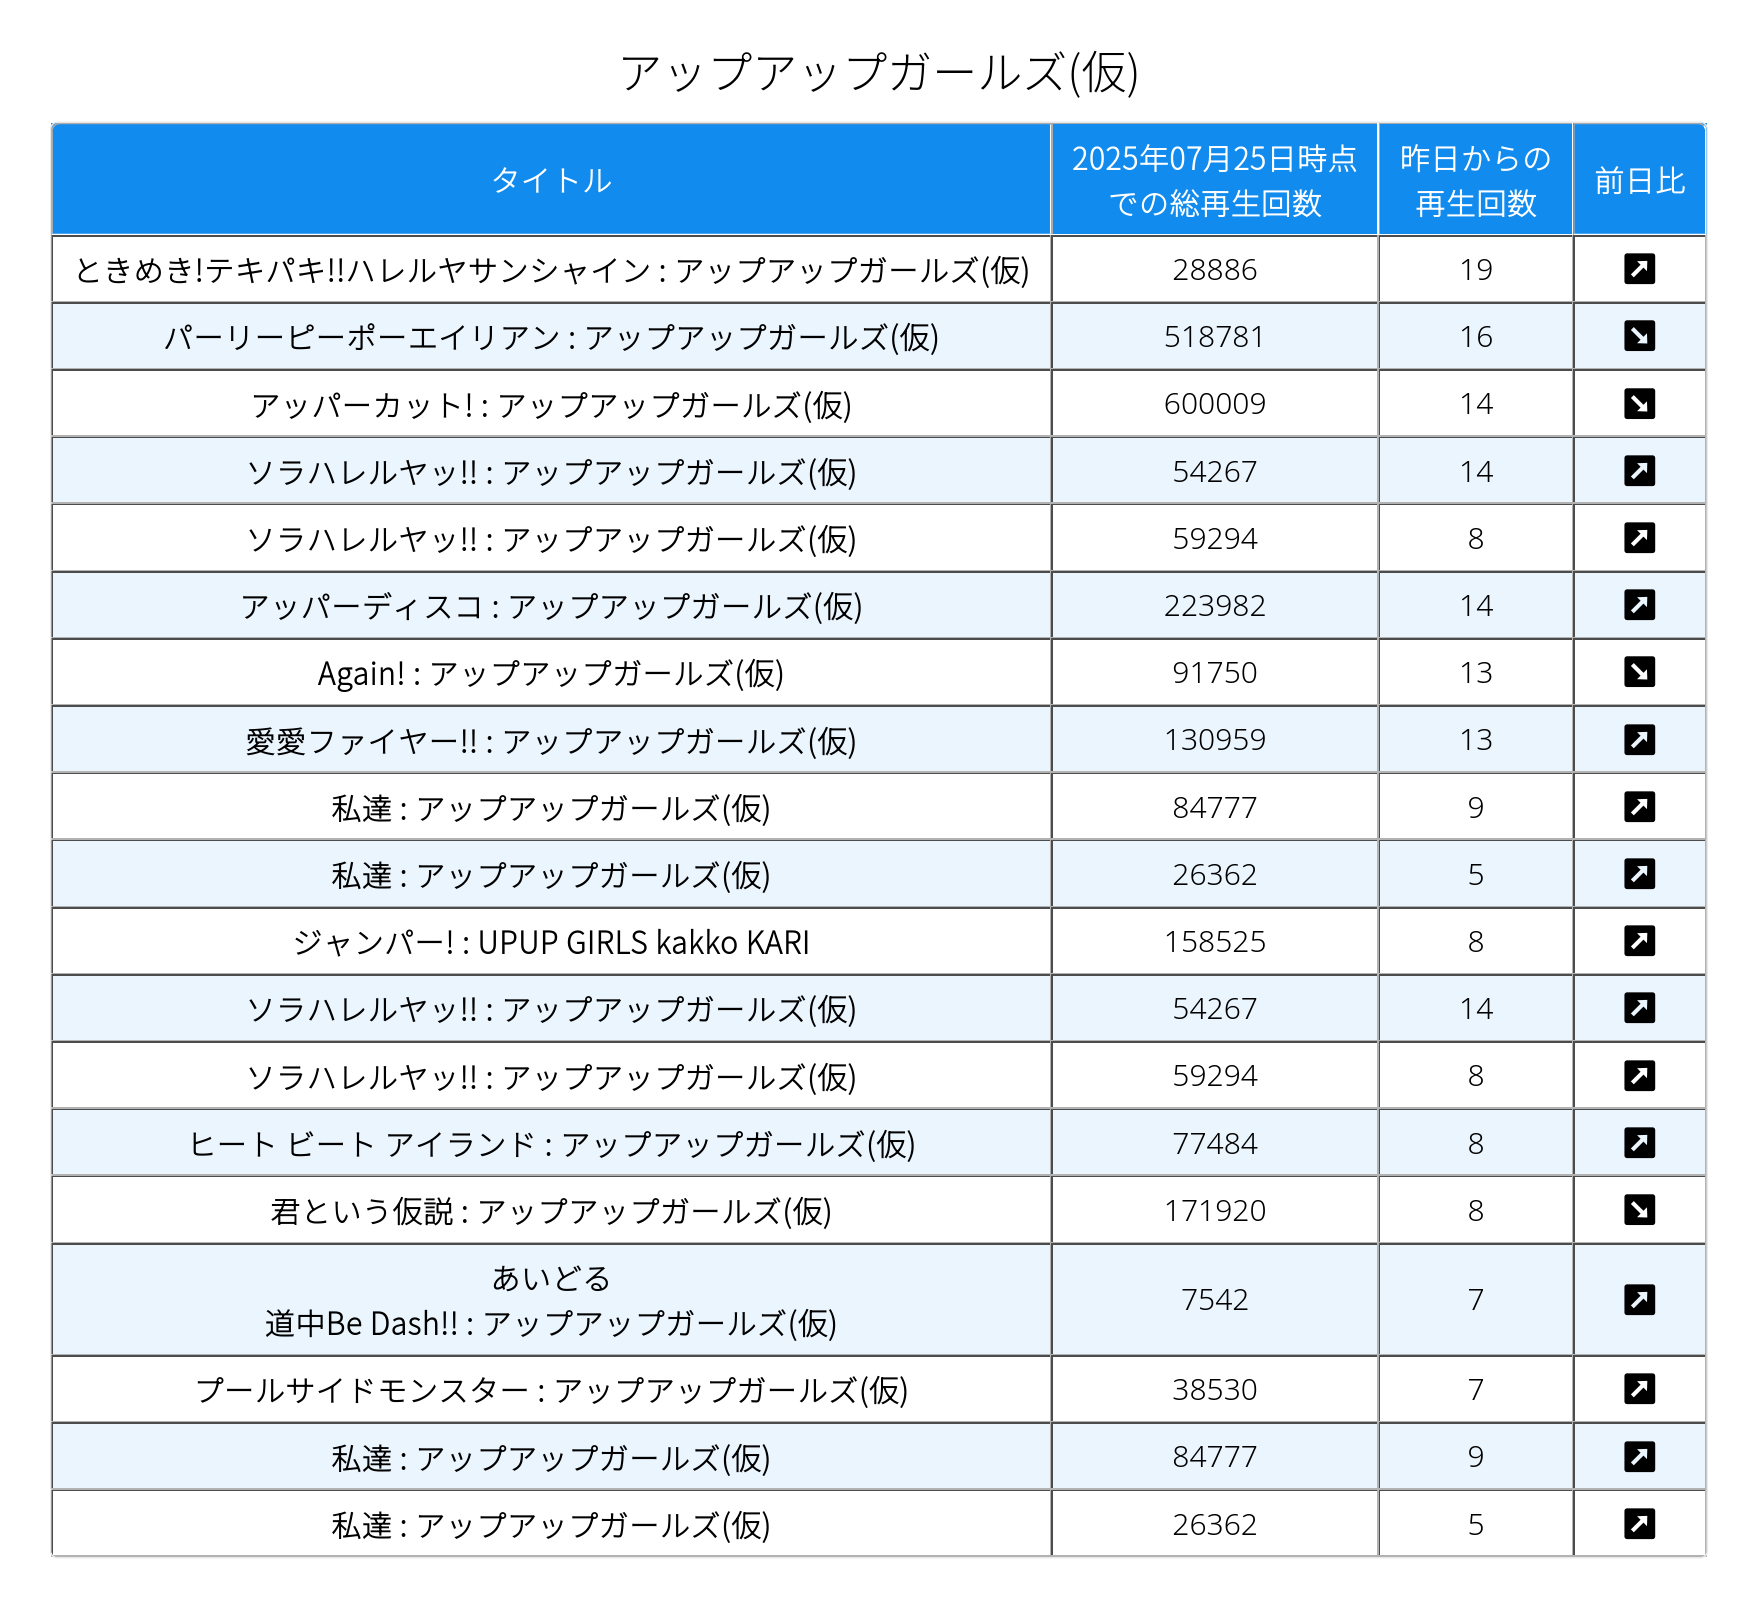 アップアップガールズ(仮)
タイトル 2025年07月25日時点での総再生回数 昨日からの再生回数 前日比
ときめき!テキパキ!!ハレルヤサンシャイン : アップアップガールズ(仮) 28886 19 ↗
パーリーピーポーエイリアン : アップアップガールズ(仮) 518781 16 ↘
アッパーカット! : アップアップガールズ(仮) 600009 14 ↘
ソラハレルヤッ!! : アップアップガールズ(仮) 54267 14 ↗
ソラハレルヤッ!! : アップアップガールズ(仮) 59294 8 ↗
アッパーディスコ : アップアップガールズ(仮) 223982 14 ↗
Again! : アップアップガールズ(仮) 91750 13 ↘
愛愛ファイヤー!! : アップアップガールズ(仮) 130959 13 ↗
私達 : アップアップガールズ(仮) 84777 9 ↗
私達 : アップアップガールズ(仮) 26362 5 ↗
ジャンパー! : UPUP GIRLS kakko KARI 158525 8 ↗
ソラハレルヤッ!! : アップアップガールズ(仮) 54267 14 ↗
ソラハレルヤッ!! : アップアップガールズ(仮) 59294 8 ↗
ヒート ビート アイランド : アップアップガールズ(仮) 77484 8 ↗
君という仮説 : アップアップガールズ(仮) 171920 8 ↘
あいどる
道中Be Dash!! : アップアップガールズ(仮) 7542 7 ↗
プールサイドモンスター : アップアップガールズ(仮) 38530 7 ↗
私達 : アップアップガールズ(仮) 84777 9 ↗
私達 : アップアップガールズ(仮) 26362 5 ↗